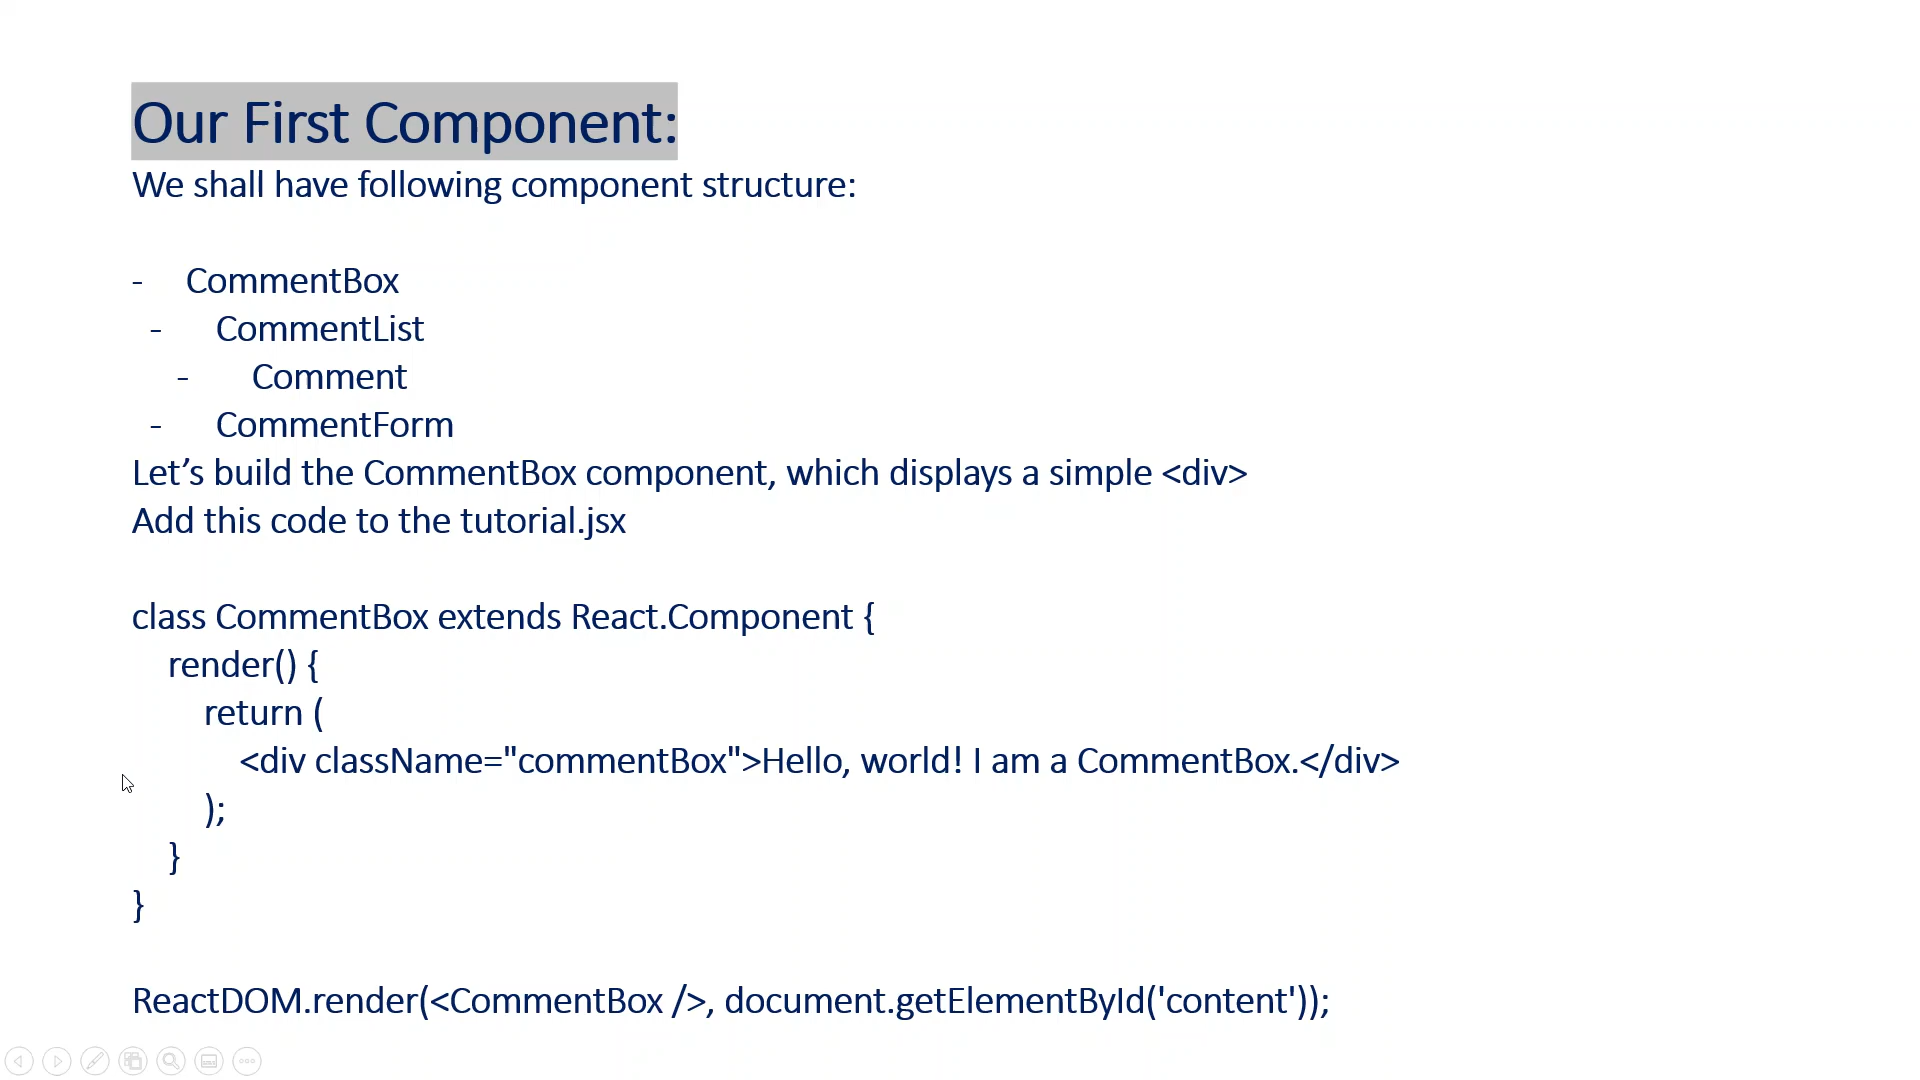 Our First Component:
We shall have following component structure:
- CommentBox
- CommentList
- Comment
- CommentForm
Let’s build the CommentBox component, which displays a simple <div>
Add this code to the tutorial.jsx
class CommentBox extends React.Component {
render() {
return (
<div className="commentBox">Hello, world! I am a CommentBox.</div>
);
}
}
ReactDOM.render(<CommentBox />, document.getElementById('content'));